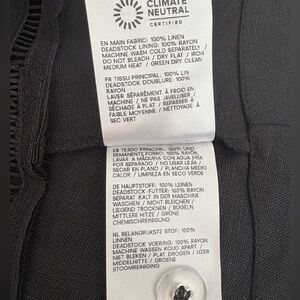 CLIMATE
NEUTRAL
CERTIFIED
EN MAIN FABRIC: 100% LINEN
DEADSTOCK LINING: 100% RAYON
MACHINE WASH COLD SEPARATELY /
DO NOT BLEACH / DRY FLAT / IRON
MEDIUM HEAT / GREEN DRY CLEAN
FR TISSU PRINCIPAL: 100% LIN
DEADSTOCK DOUBLURE: 100%
RAYON
LAVER SÉPARÉMENT À FROID EN
MACHINE / NE PAS JAVELLISER /
SÉCHAGE À PLAT / REPASSER À
FAIBLE MOYENNE / NETTOYAGE À
SEC VERT
ES TEJIDO PRINCIPAL: 100% LINO
REMANENTE FORRO: 100% RAYON
LAVAR A MÁQUINA CON AGUA FRÍA
POR SEPARADO / NO USAR LEJÍA /
SECAR EN PLANO / PLANCHA MEDIO
CALOR / LIMPIEZA EN SECO VERDE
DE HAUPTSTOFF: 100% LEINEN
DEADSTOCK-FUTTER: 100% RAYON
SEPARAT KALT IN DER MASCHINE
WASCHEN / NICHT BLEICHEN /
LIEGEND TROCKNEN / BÜGELN
MITTLERE HITZE / GRÜNE
CHEMISCHREINIGUNG
NL BELANGRIJKSTE STOF: 100%
LINNEN
DEADSTOCK VOERING: 100% RAYON
MACHINE WASSEN KOUD APART /
NIET BLEKEN / PLAT DROGEN / IJZER
MIDDELHITTE / GROENE
STOOMREINIGING